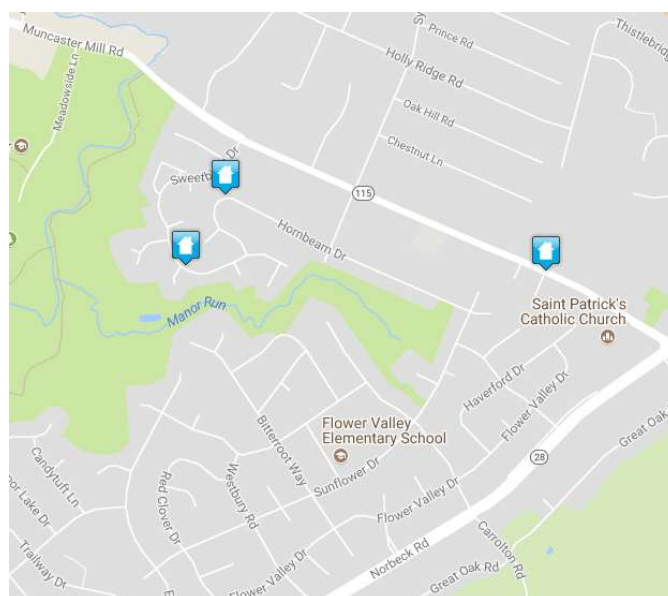 Muncaster Mill Rd
Meadowside Ln
Prince Rd
Thistlebridg
Holly Ridge Rd
Oak Hill Rd
Chestnut Ln
115
Hornbeam Dr
Manor Run
Saint Patrick's
Catholic Church
Haverford Dr
Flower Valley Dr
Great Oak
28
Flower Valley
Elementary School
Bitterroot Way
Sunflower Dr
Westbury Rd
Red Clover Dr
Candytuft Ln
or Lake Dr
Trailway Dr
Flower Valley Dr
Flower Valley Dr
Norbeck Rd
Carrolton Rd
Great Oak Rd